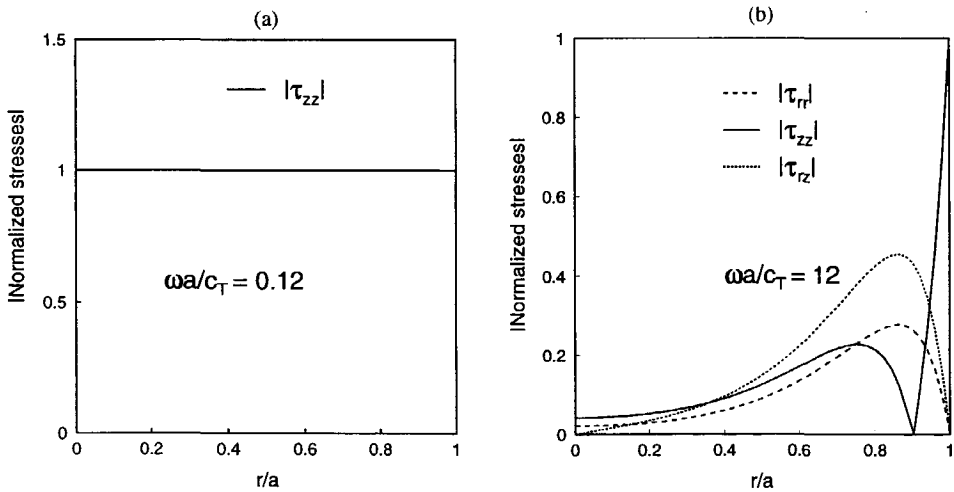 (a)
1.5
1
0.5
0
|Normalized stresses|
|τzz|
ωa/cT = 0.12
0 0.2 0.4 0.6 0.8 1
r/a
(b)
1
0.8
0.6
0.4
0.2
0
|Normalized stresses|
|τrr|
|τzz|
|τrz|
ωa/cT = 12
0 0.2 0.4 0.6 0.8 1
r/a